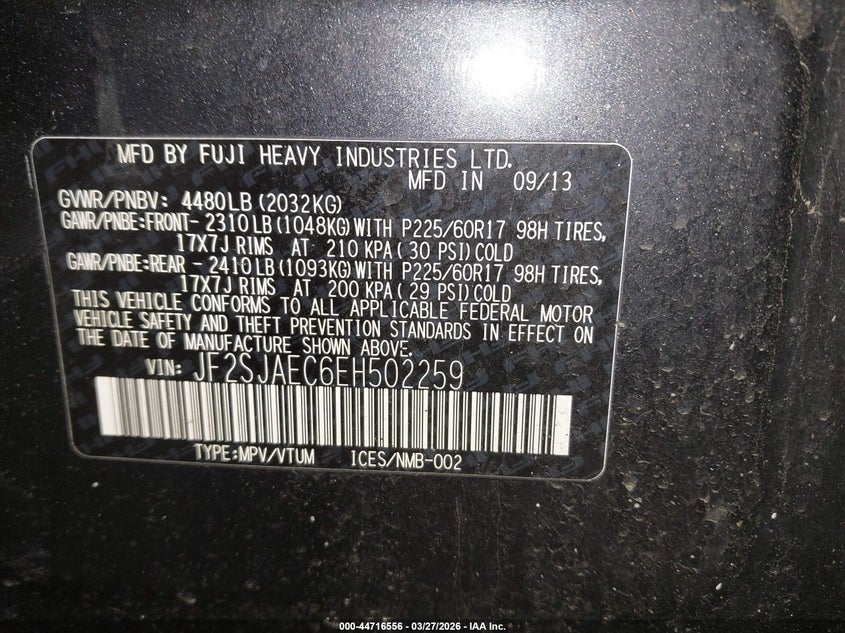 MFD BY FUJI HEAVY INDUSTRIES LTD.
MFD IN 09/13
GVWR/PNBV: 4480LB (2032KG)
GAWR/PNBE:FRONT- 2310LB (1048KG) WITH P225/60R17 98H TIRES,
17X7J RIMS AT 210 KPA ( 30 PSI) COLD
GAWR/PNBE:REAR - 2410LB (1093KG) WITH P225/60R17 98H TIRES,
17X7J RIMS AT 200 KPA ( 29 PSI) COLD
THIS VEHICLE CONFORMS TO ALL APPLICABLE FEDERAL MOTOR
VEHICLE SAFETY AND THEFT PREVENTION STANDARDS IN EFFECT ON
THE DATE OF MANUFACTURE SHOWN ABOVE.
VIN: JF2SJAEC6EH502259
TYPE:MPV/VTUM ICES/NMB-002
000-44716556 - 03/27/2026 - IAA Inc.